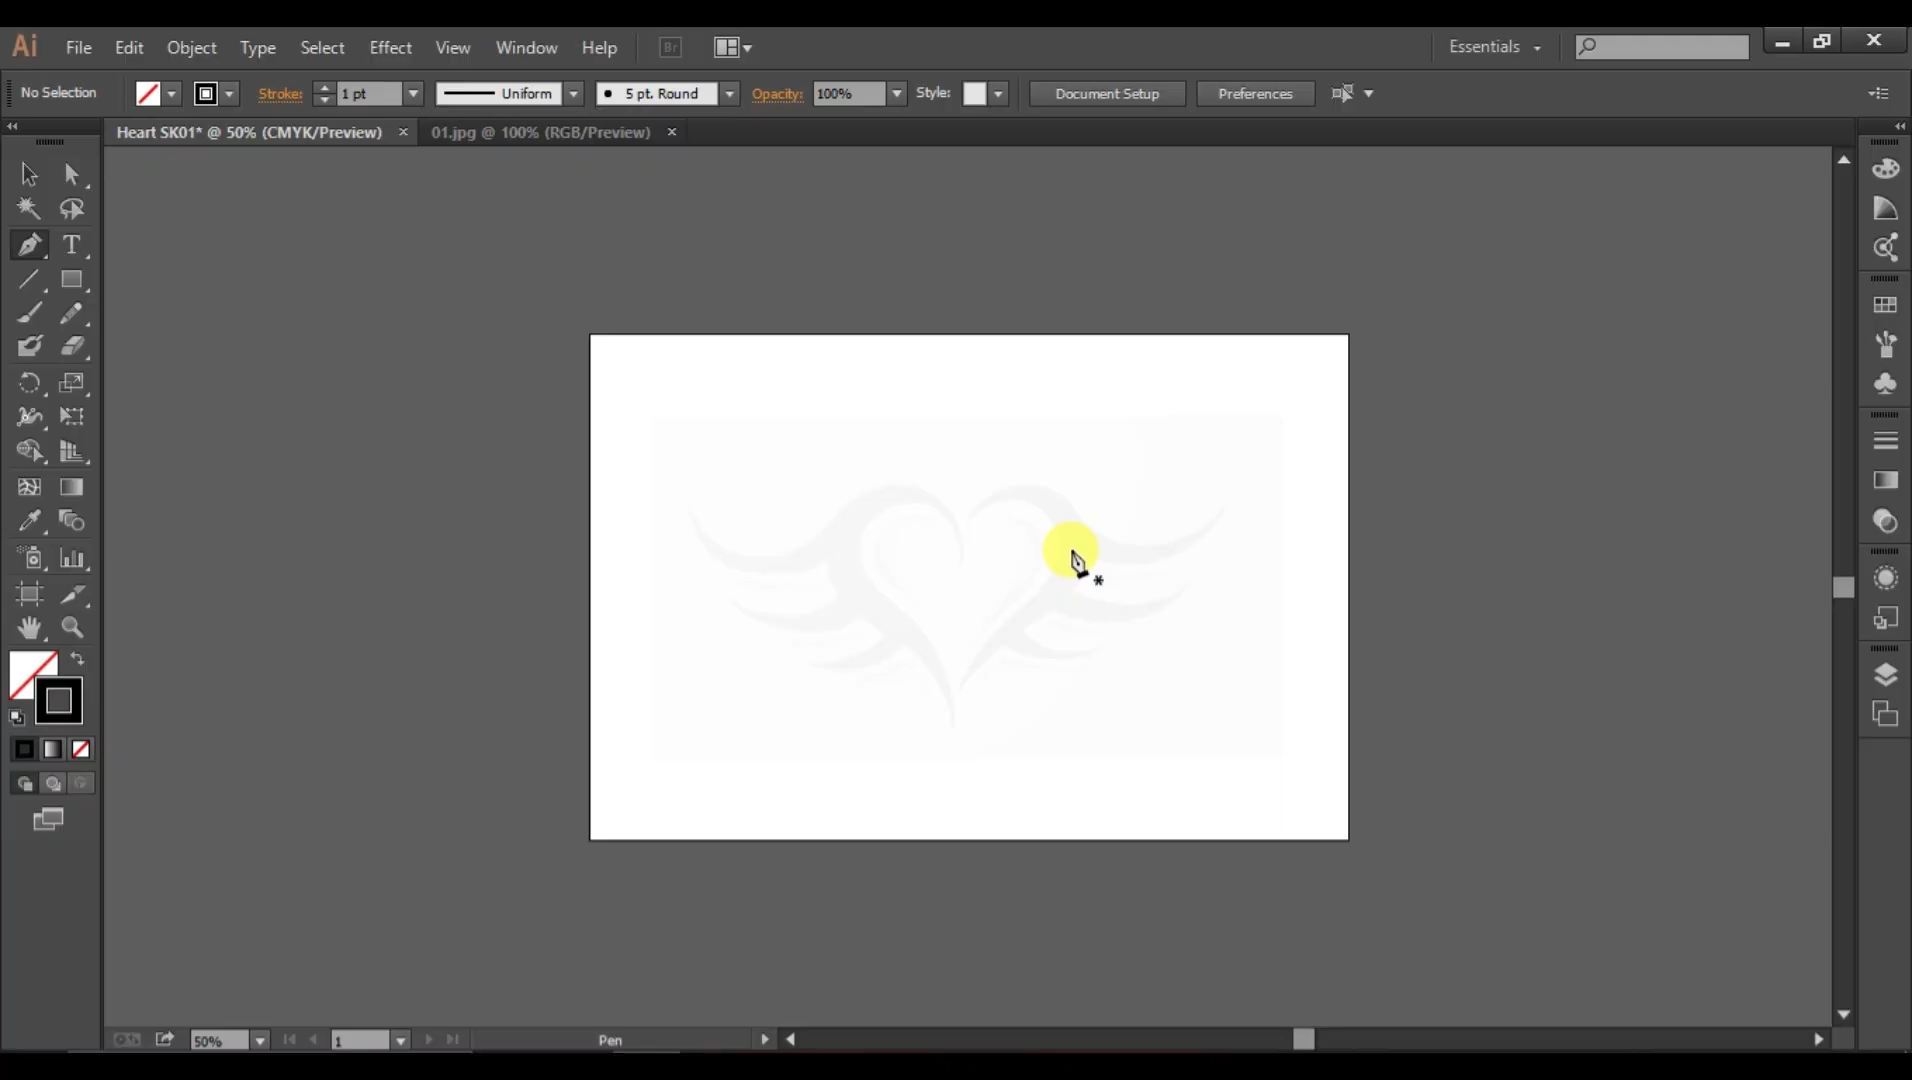 Ai File Edit Object Type Select Effect View Window Help Br Essentials
No Selection Stroke: 1 pt Uniform 5 pt. Round Opacity: 100% Style: Document Setup Preferences
Heart SK01* @ 50% (CMYK/Preview) × 01.jpg @ 100% (RGB/Preview) ×
T
50% 1 Pen